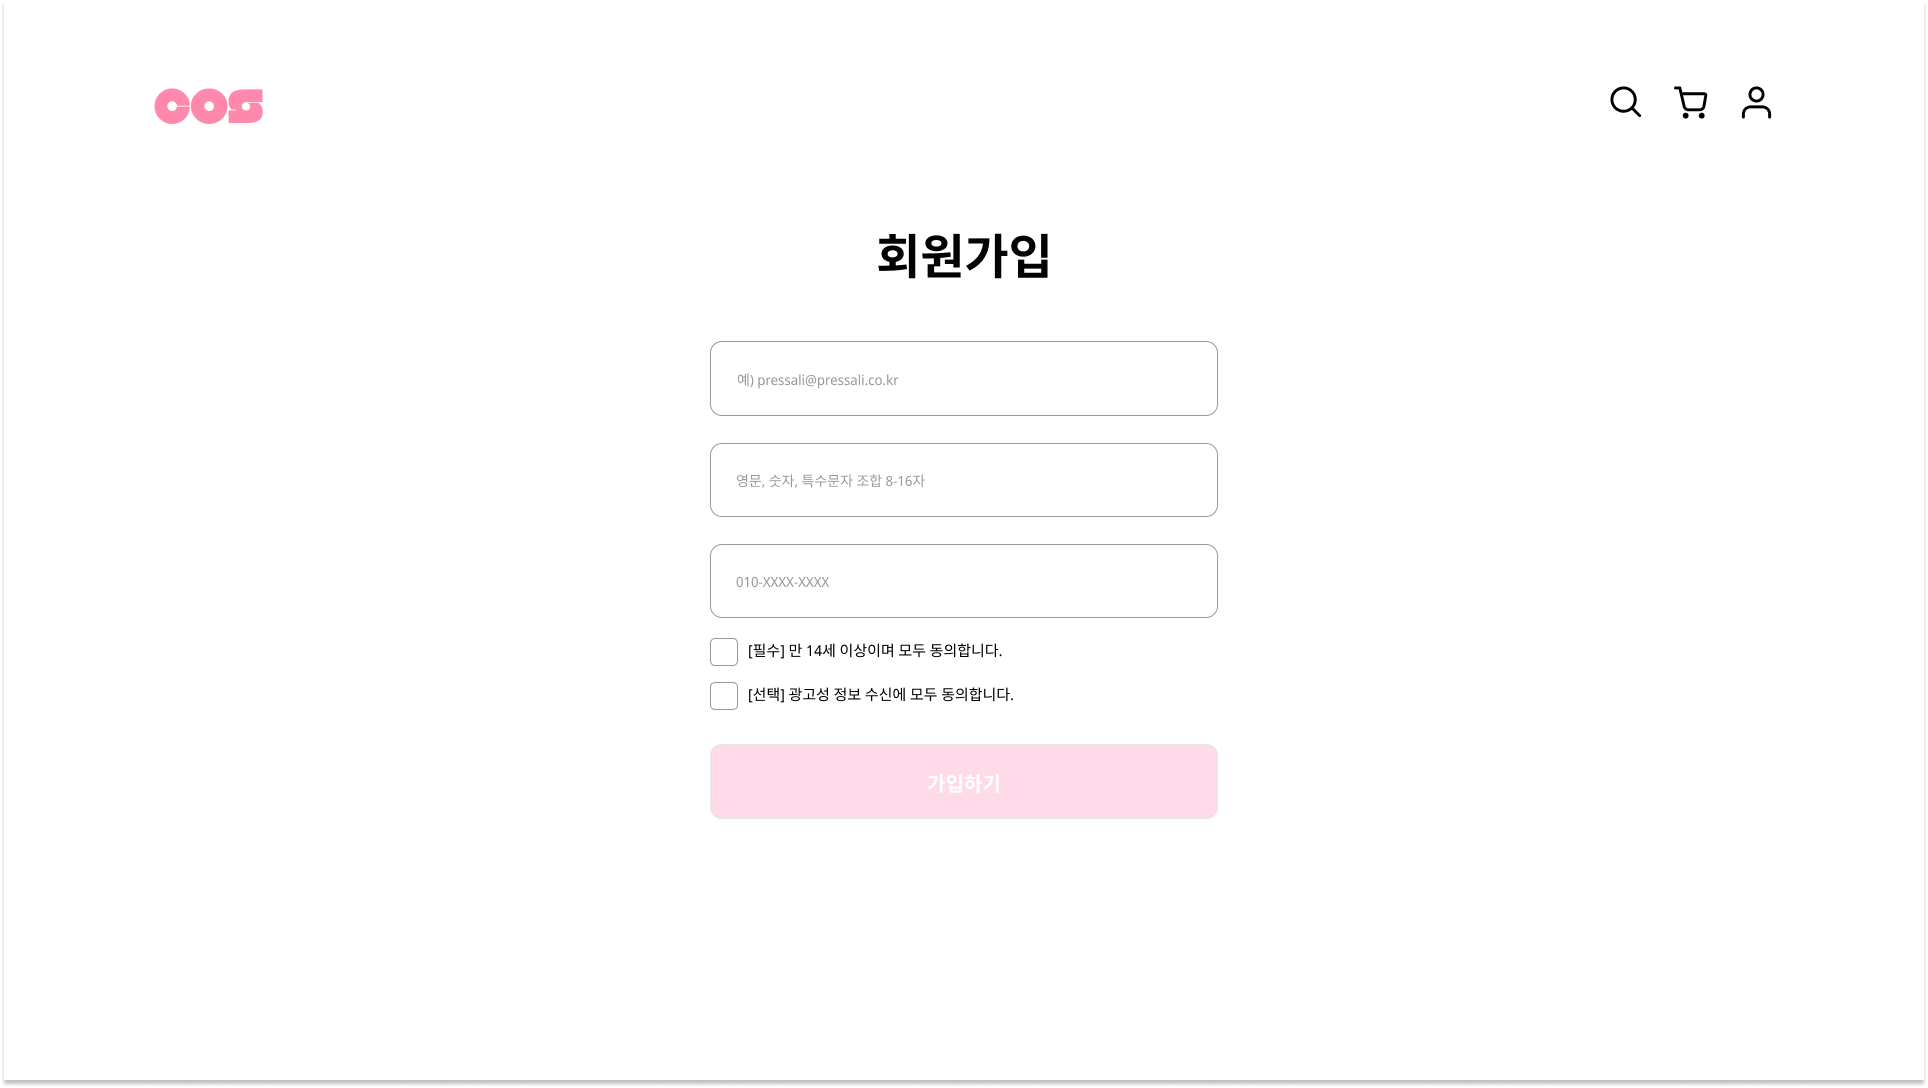 cos
회원가입
예) pressali@pressali.co.kr
영문, 숫자, 특수문자 조합 8-16자
010-XXXX-XXXX
[필수] 만 14세 이상이며 모두 동의합니다.
[선택] 광고성 정보 수신에 모두 동의합니다.
가입하기